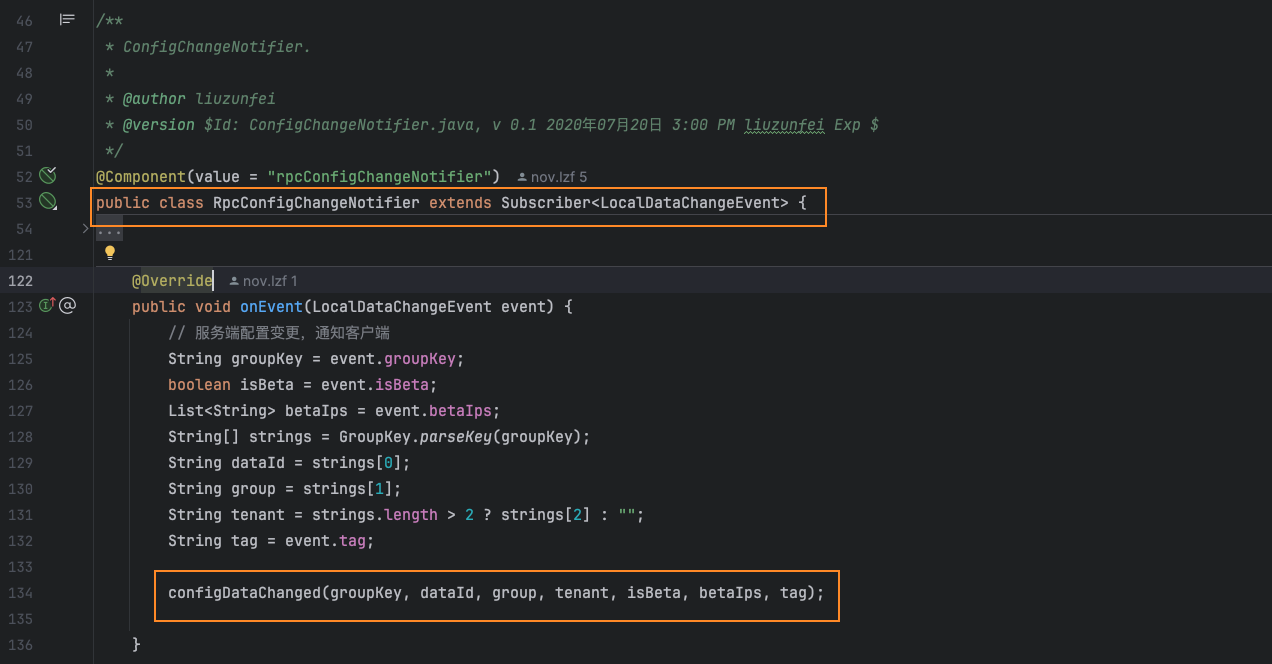 46 /**
47 * ConfigChangeNotifier.
48 *
49 * @author liuzunfei
50 * @version $Id: ConfigChangeNotifier.java, v 0.1 2020年07月20日 3:00 PM liuzunfei Exp $
51 */
52 @Component(value = "rpcConfigChangeNotifier") nov.lzf 5
53 public class RpcConfigChangeNotifier extends Subscriber<LocalDataChangeEvent> {
54 ...
121
122 @Override nov.lzf 1
123 public void onEvent(LocalDataChangeEvent event) {
124 // 服务端配置变更，通知客户端
125 String groupKey = event.groupKey;
126 boolean isBeta = event.isBeta;
127 List<String> betaIps = event.betaIps;
128 String[] strings = GroupKey.parseKey(groupKey);
129 String dataId = strings[0];
130 String group = strings[1];
131 String tenant = strings.length > 2 ? strings[2] : "";
132 String tag = event.tag;
133
134 configDataChanged(groupKey, dataId, group, tenant, isBeta, betaIps, tag);
135
136 }